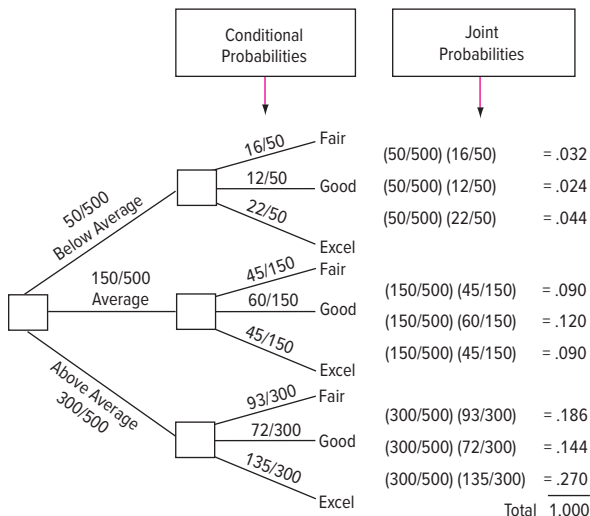 Conditional
Probabilities
Joint
Probabilities
50/500
Below Average
16/50
Fair
(50/500) (16/50) = .032
12/50
Good
(50/500) (12/50) = .024
22/50
Excel
(50/500) (22/50) = .044
150/500
Average
45/150
Fair
(150/500) (45/150) = .090
60/150
Good
(150/500) (60/150) = .120
45/150
Excel
(150/500) (45/150) = .090
Above Average
300/500
93/300
Fair
(300/500) (93/300) = .186
72/300
Good
(300/500) (72/300) = .144
135/300
Excel
(300/500) (135/300) = .270
Total 1.000